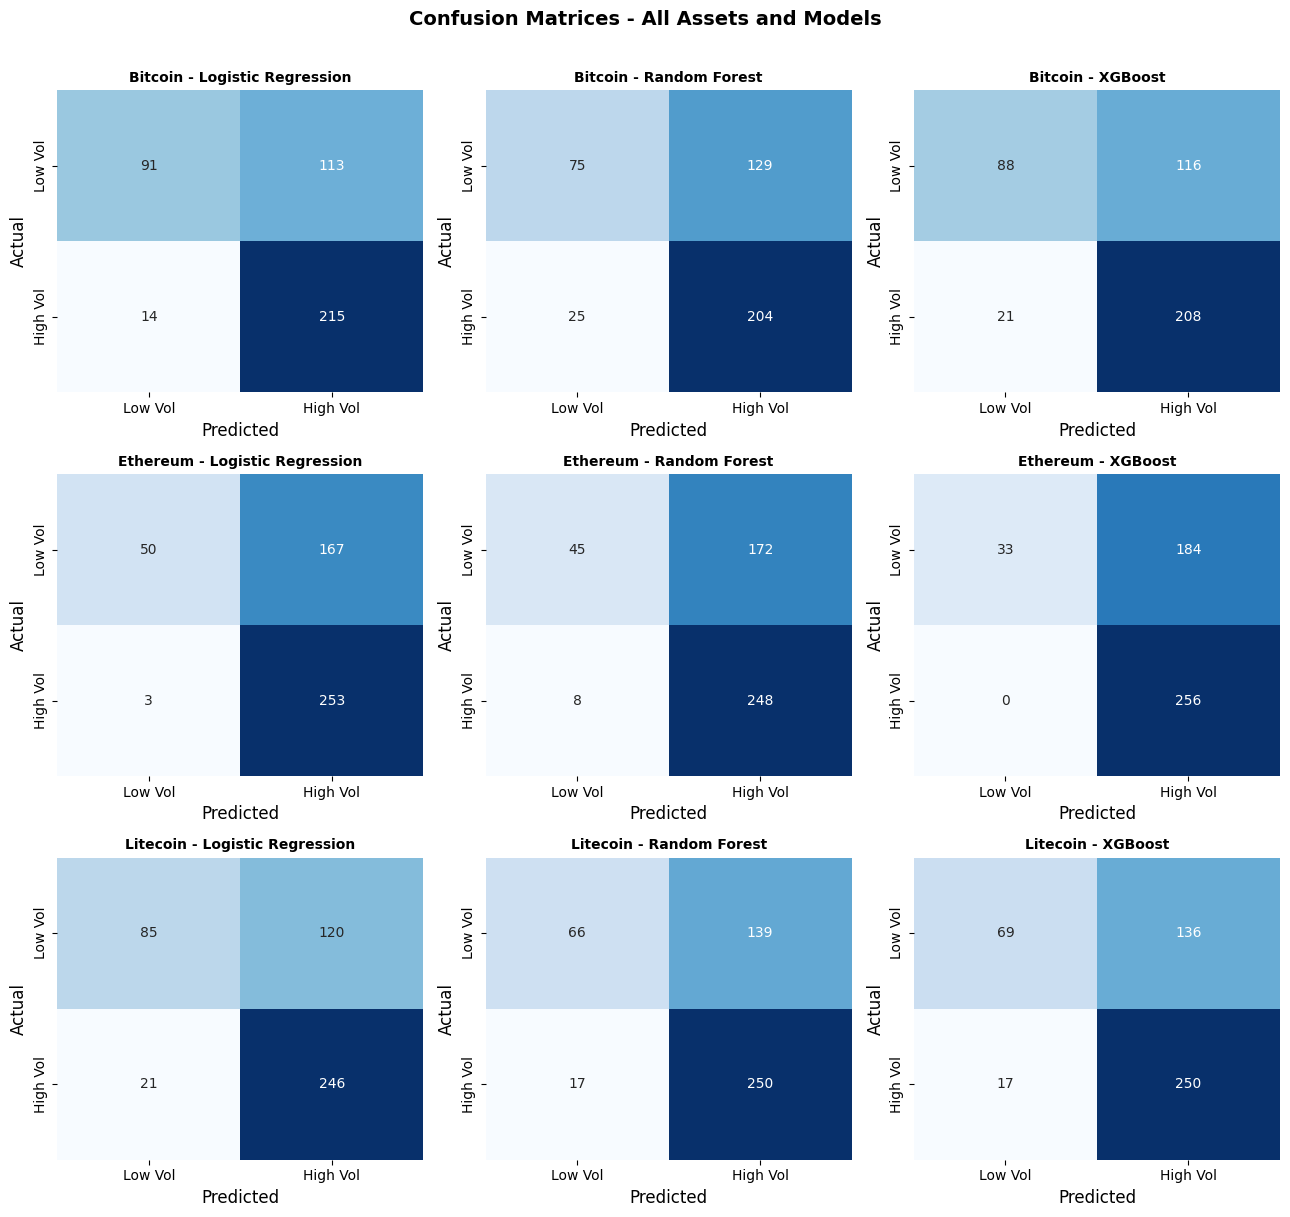 Confusion Matrices - All Assets and Models
Bitcoin - Logistic Regression
Actual
Low Vol
High Vol
91
113
14
215
Low Vol
High Vol
Predicted
Bitcoin - Random Forest
Actual
Low Vol
High Vol
75
129
25
204
Low Vol
High Vol
Predicted
Bitcoin - XGBoost
Actual
Low Vol
High Vol
88
116
21
208
Low Vol
High Vol
Predicted
Ethereum - Logistic Regression
Actual
Low Vol
High Vol
50
167
3
253
Low Vol
High Vol
Predicted
Ethereum - Random Forest
Actual
Low Vol
High Vol
45
172
8
248
Low Vol
High Vol
Predicted
Ethereum - XGBoost
Actual
Low Vol
High Vol
33
184
0
256
Low Vol
High Vol
Predicted
Litecoin - Logistic Regression
Actual
Low Vol
High Vol
85
120
21
246
Low Vol
High Vol
Predicted
Litecoin - Random Forest
Actual
Low Vol
High Vol
66
139
17
250
Low Vol
High Vol
Predicted
Litecoin - XGBoost
Actual
Low Vol
High Vol
69
136
17
250
Low Vol
High Vol
Predicted